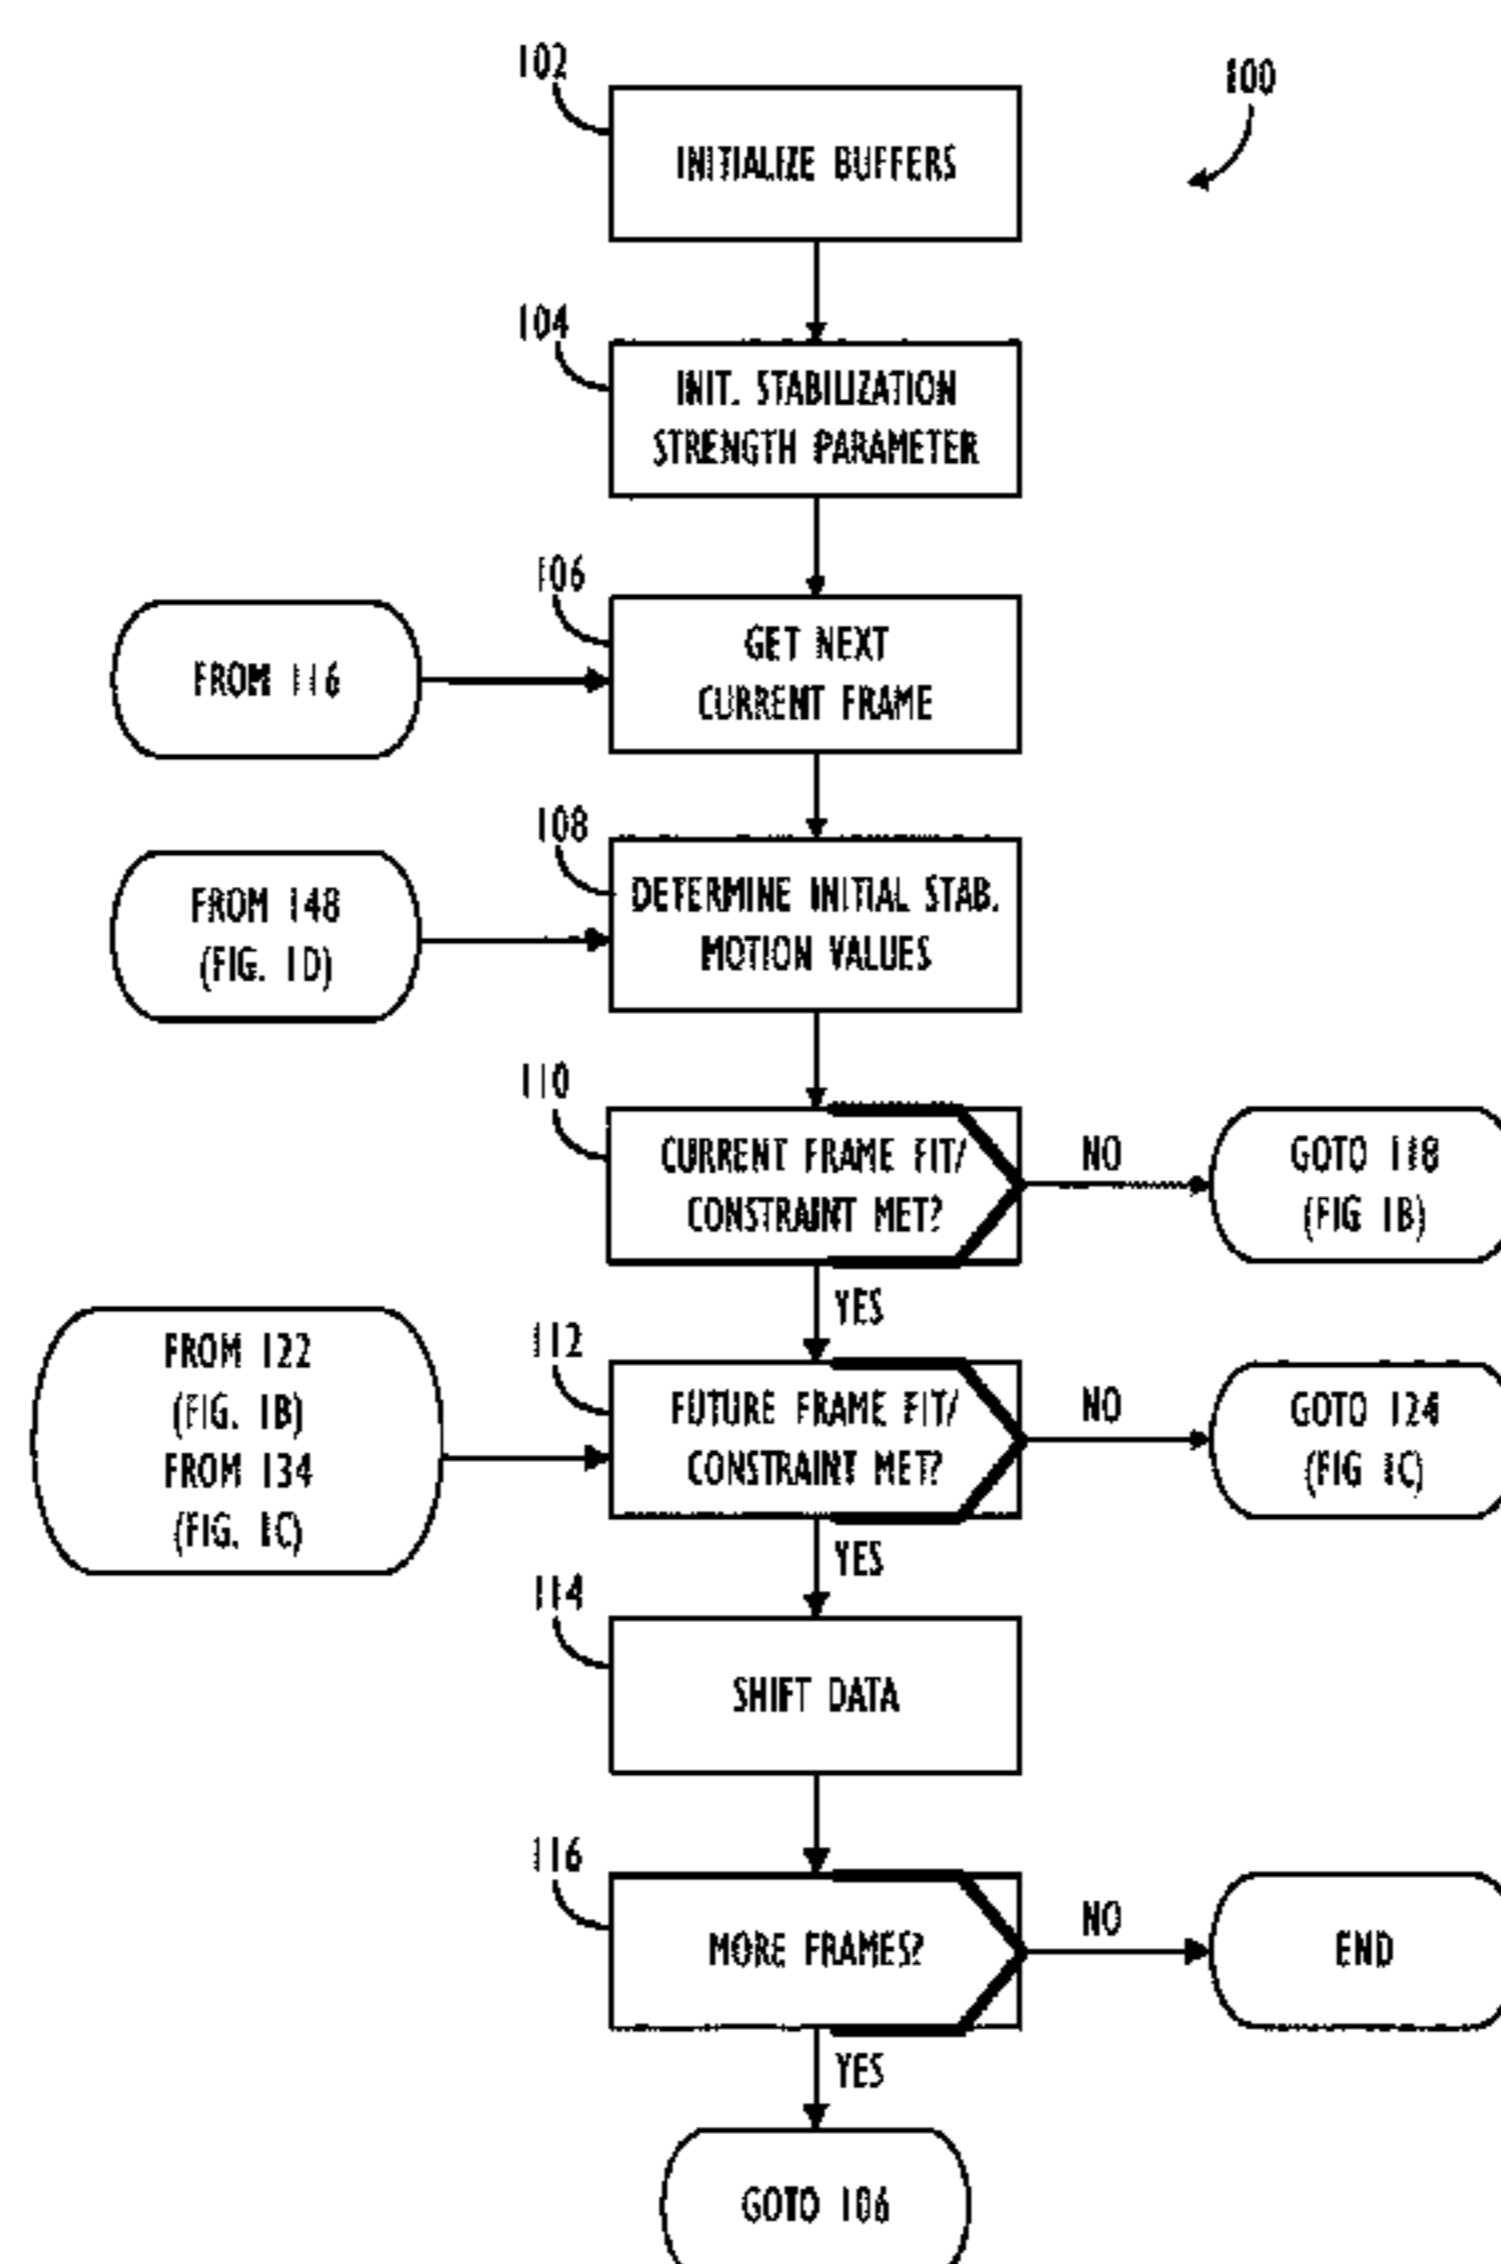 102
100
INITIALIZE BUFFERS
104
INIT. STABILIZATION
STRENGTH PARAMETER
106
FROM 116
GET NEXT
CURRENT FRAME
108
FROM 148
(FIG. 1D)
DETERMINE INITIAL STAB.
MOTION VALUES
110
CURRENT FRAME FIT/
CONSTRAINT MET?
NO
GOTO 118
(FIG 1B)
YES
FROM 122
(FIG. 1B)
FROM 134
(FIG. 1C)
112
FUTURE FRAME FIT/
CONSTRAINT MET?
NO
GOTO 124
(FIG 1C)
YES
114
SHIFT DATA
116
MORE FRAMES?
NO
END
YES
GOTO 106